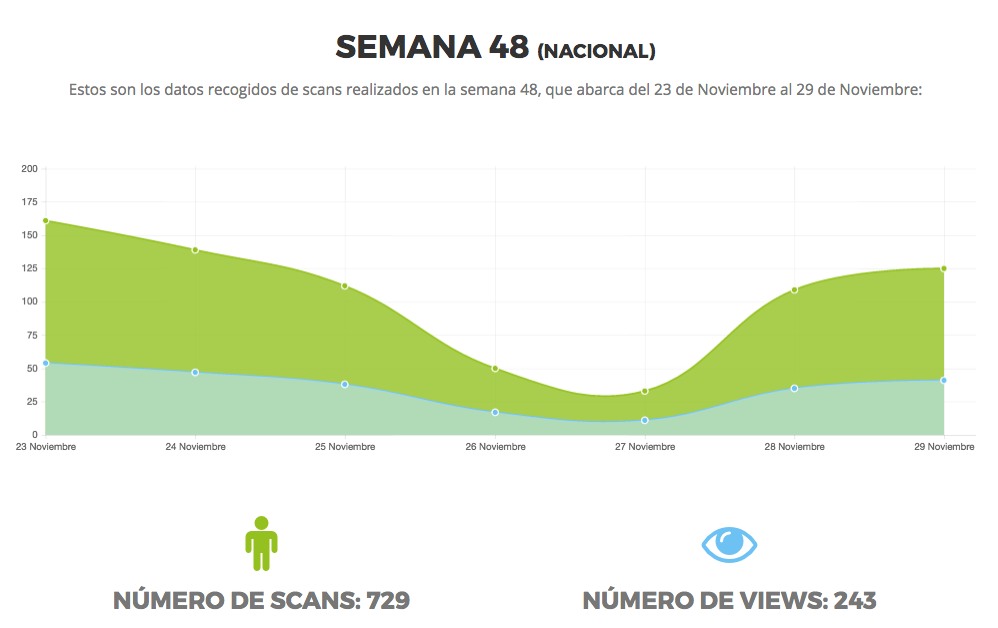 SEMANA 48 (NACIONAL)
Estos son los datos recogidos de scans realizados en la semana 48, que abarca del 23 de Noviembre al 29 de Noviembre:
200
175
150
125
100
75
50
25
0
23 Noviembre 24 Noviembre 25 Noviembre 26 Noviembre 27 Noviembre 28 Noviembre 29 Noviembre
NÚMERO DE SCANS: 729 NÚMERO DE VIEWS: 243